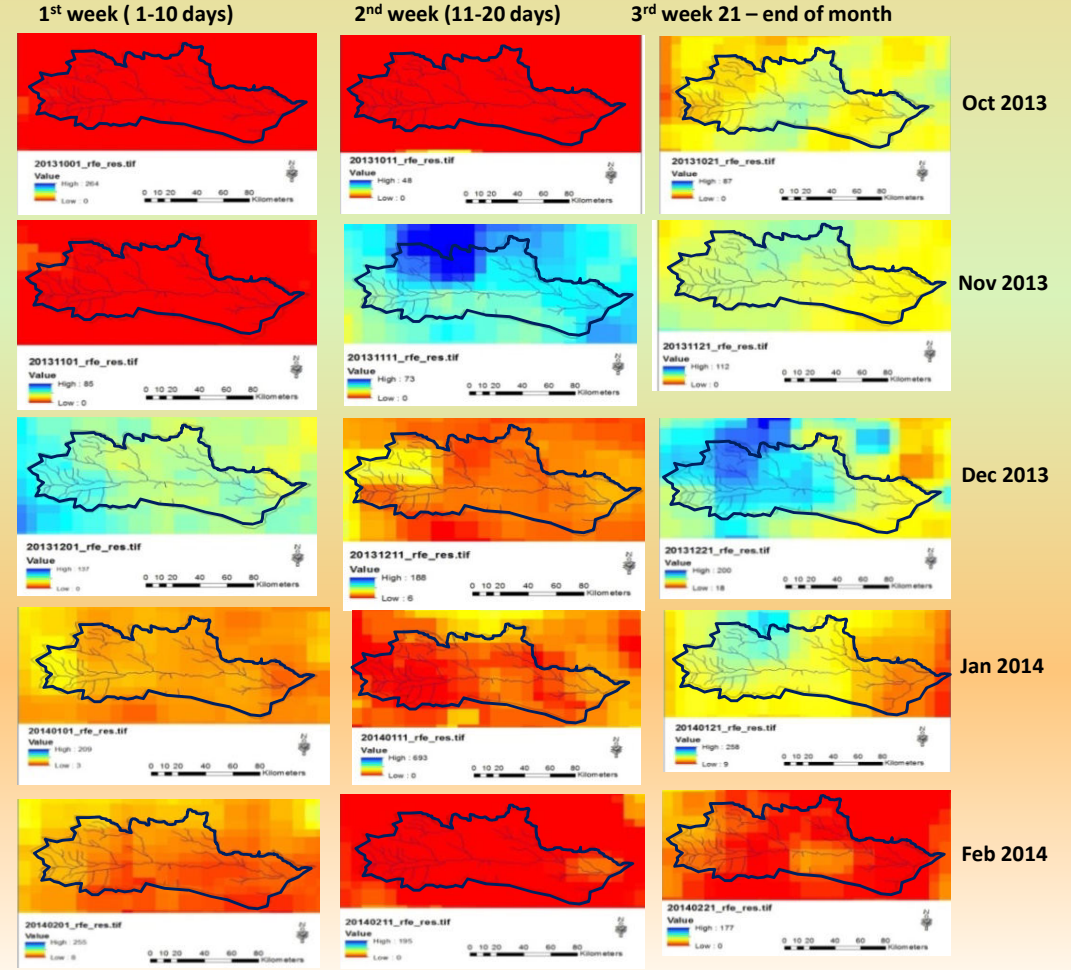 1st week ( 1-10 days)
2nd week (11-20 days)
3rd week 21 – end of month
20131001_rfe_res.tif
Value
High : 264
Low : 0
N
0 10 20 40 60 80
Kilometers
20131011_rfe_res.tif
Value
High : 48
Low : 0
N
0 10 20 40 60 80
Kilometers
20131021_rfe_res.tif
Value
High : 87
Low : 0
N
0 10 20 40 60 80
Kilometers
Oct 2013
20131101_rfe_res.tif
Value
High : 85
Low : 0
N
0 10 20 40 60 80
Kilometers
20131111_rfe_res.tif
Value
High : 73
Low : 0
N
0 10 20 40 60 80
Kilometers
20131121_rfe_res.tif
Value
High : 112
Low : 0
N
0 10 20 40 60 80
Kilometers
Nov 2013
20131201_rfe_res.tif
Value
High : 137
Low : 0
N
0 10 20 40 60 80
Kilometers
20131211_rfe_res.tif
Value
High : 188
Low : 6
N
0 10 20 40 60 80
Kilometers
20131221_rfe_res.tif
Value
High : 200
Low : 18
N
0 10 20 40 60 80
Kilometers
Dec 2013
20140101_rfe_res.tif
Value
High : 209
Low : 3
N
0 10 20 40 60 80
Kilometers
20140111_rfe_res.tif
Value
High : 693
Low : 0
N
0 10 20 40 60 80
Kilometers
20140121_rfe_res.tif
Value
High : 258
Low : 9
N
0 10 20 40 60 80
Kilometers
Jan 2014
20140201_rfe_res.tif
Value
High : 255
Low :
N
0 10 20 40 60 80
Kilometers
20140211_rfe_res.tif
Value
High : 195
Low : 0
N
0 10 20 40 60 80
Kilometers
20140221_rfe_res.tif
Value
High : 177
Low : 0
N
0 10 20 40 60 80
Kilometers
Feb 2014